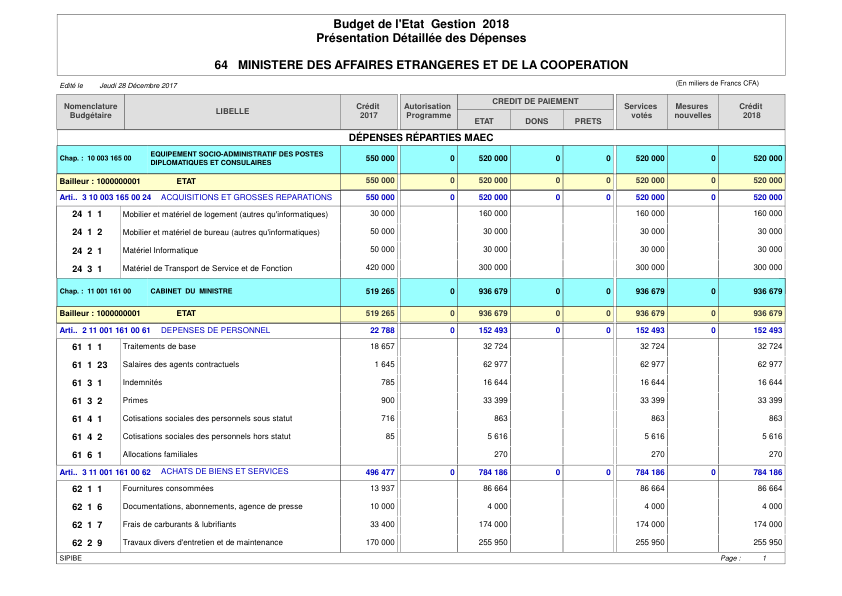 Budget de l'Etat Gestion 2018
Présentation Détaillée des Dépenses
64 MINISTERE DES AFFAIRES ETRANGERES ET DE LA COOPERATION
Edité le Jeudi 28 Décembre 2017 (En milliers de Francs CFA)
Nomenclature Budgétaire LIBELLE Crédit 2017 Autorisation Programme CREDIT DE PAIEMENT ETAT DONS PRETS Services votés Mesures nouvelles Crédit 2018
DÉPENSES RÉPARTIES MAEC
Chap. : 10 003 165 00 EQUIPEMENT SOCIO-ADMINISTRATIF DES POSTES DIPLOMATIQUES ET CONSULAIRES 550 000 0 520 000 0 0 520 000 0 520 000
Bailleur : 1000000001 ETAT 550 000 0 520 000 0 0 520 000 0 520 000
Arti.. 3 10 003 165 00 24 ACQUISITIONS ET GROSSES REPARATIONS 550 000 0 520 000 0 0 520 000 0 520 000
24 1 1 Mobilier et matériel de logement (autres qu'informatiques) 30 000 160 000 160 000 160 000
24 1 2 Mobilier et matériel de bureau (autres qu'informatiques) 50 000 30 000 30 000 30 000
24 2 1 Matériel Informatique 50 000 30 000 30 000 30 000
24 3 1 Matériel de Transport de Service et de Fonction 420 000 300 000 300 000 300 000
Chap. : 11 001 161 00 CABINET DU MINISTRE 519 265 0 936 679 0 0 936 679 0 936 679
Bailleur : 1000000001 ETAT 519 265 0 936 679 0 0 936 679 0 936 679
Arti.. 2 11 001 161 00 61 DEPENSES DE PERSONNEL 22 788 0 152 493 0 0 152 493 0 152 493
61 1 1 Traitements de base 18 657 32 724 32 724 32 724
61 1 23 Salaires des agents contractuels 1 645 62 977 62 977 62 977
61 3 1 Indemnités 785 16 644 16 644 16 644
61 3 2 Primes 900 33 399 33 399 33 399
61 4 1 Cotisations sociales des personnels sous statut 716 863 863 863
61 4 2 Cotisations sociales des personnels hors statut 85 5 616 5 616 5 616
61 6 1 Allocations familiales 270 270 270
Arti.. 3 11 001 161 00 62 ACHATS DE BIENS ET SERVICES 496 477 0 784 186 0 0 784 186 0 784 186
62 1 1 Fournitures consommées 13 937 86 664 86 664 86 664
62 1 6 Documentations, abonnements, agence de presse 10 000 4 000 4 000 4 000
62 1 7 Frais de carburants & lubrifiants 33 400 174 000 174 000 174 000
62 2 9 Travaux divers d'entretien et de maintenance 170 000 255 950 255 950 255 950
SIPIBE Page : 1